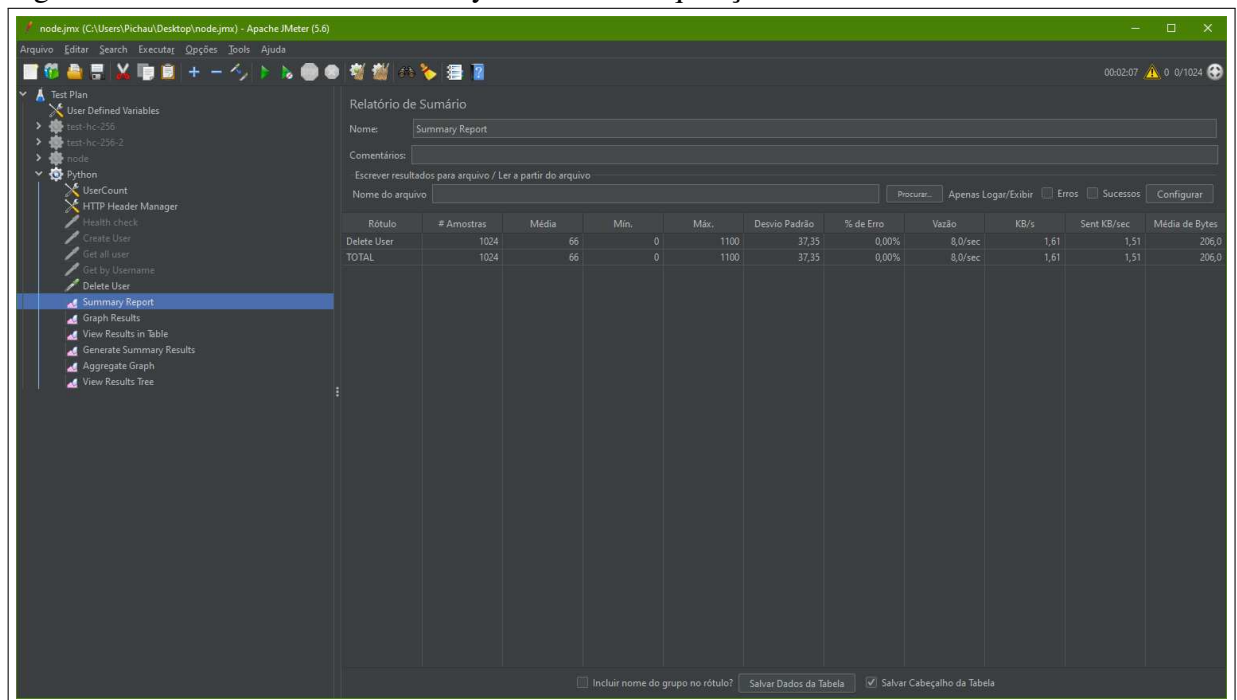 node.jmx (C:\Users\Pichau\Desktop\node.jmx) - Apache JMeter (5.6)
Arquivo Editar Search Executar Opções Tools Ajuda
00:02:07 0 0/1024
Test Plan
User Defined Variables
test-hc-256
test-hc-256-2
node
Python
UserCount
HTTP Header Manager
Health check
Create User
Get all user
Get by Username
Delete User
Summary Report
Graph Results
View Results in Table
Generate Summary Results
Aggregate Graph
View Results Tree
Relatório de Sumário
Nome: Summary Report
Comentários:
Escrever resultados para arquivo / Ler a partir do arquivo
Nome do arquivo Procurar... Apenas Logar/Exibir Erros Sucessos Configurar
Rótulo # Amostras Média Mín. Máx. Desvio Padrão % de Erro Vazão KB/s Sent KB/sec Média de Bytes
Delete User 1024 66 0 1100 37,35 0,00% 8,0/sec 1,61 1,51 206,0
TOTAL 1024 66 0 1100 37,35 0,00% 8,0/sec 1,61 1,51 206,0
Incluir nome do grupo no rótulo? Salvar Dados da Tabela Salvar Cabeçalho da Tabela